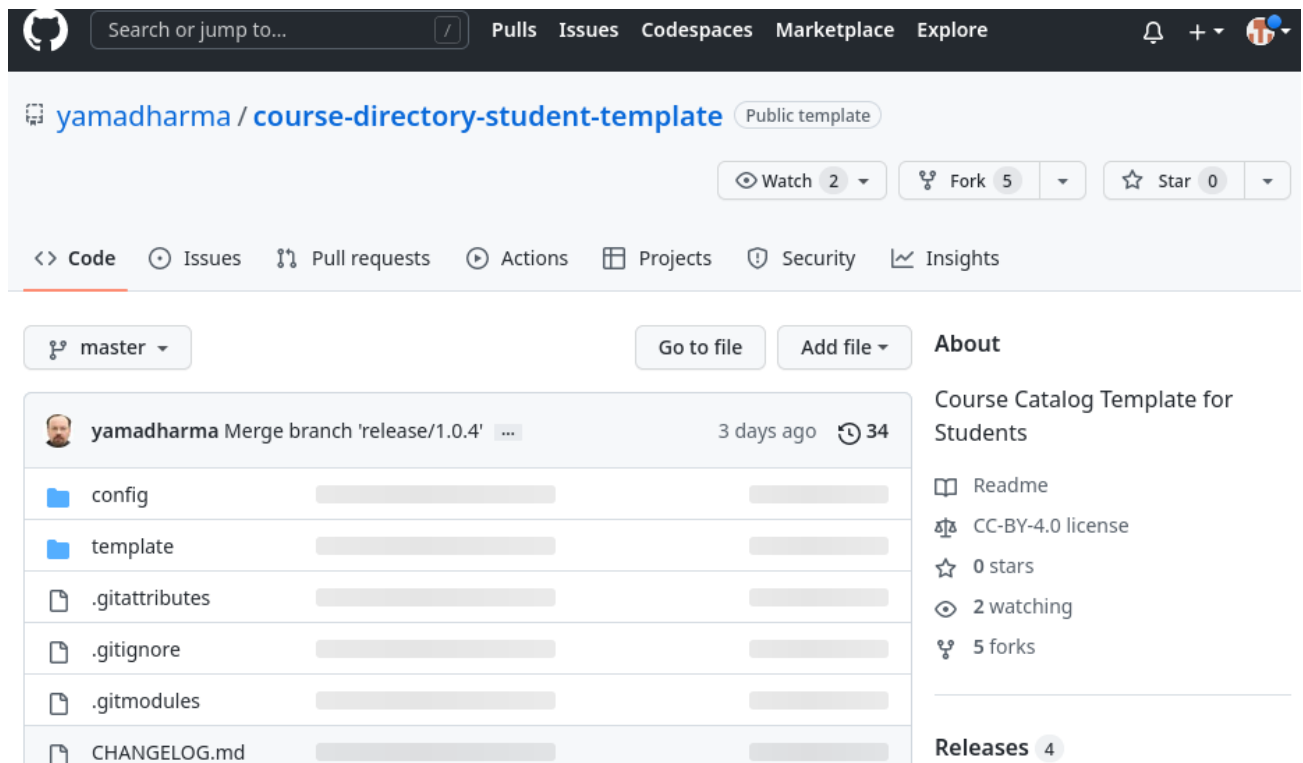 Search or jump to... / Pulls Issues Codespaces Marketplace Explore
yamadharma / course-directory-student-template Public template
Watch 2 Fork 5 Star 0
Code Issues Pull requests Actions Projects Security Insights
master Go to file Add file
yamadharma Merge branch 'release/1.0.4' ... 3 days ago 34
config
template
.gitattributes
.gitignore
.gitmodules
CHANGELOG.md
About
Course Catalog Template for
Students
Readme
CC-BY-4.0 license
0 stars
2 watching
5 forks
Releases 4